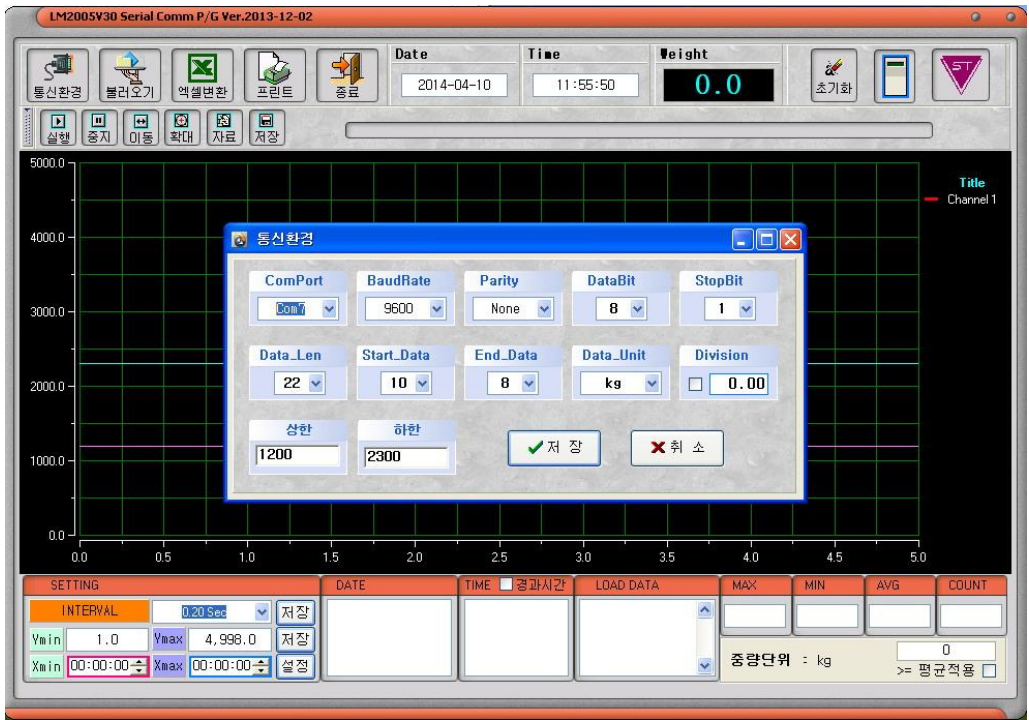 LM2005V30 Serial Comm P/G Ver.2013-12-02
통신환경 불러오기 엑셀변환 프린트 종료
Date Time Weight
2014-04-10 11:55:50 0.0
초기화 ST
실행 중지 이동 확대 자료 저장
5000.0
4000.0
3000.0
2000.0
1000.0
0.0
0.0 0.5 1.0 1.5 2.0 2.5 3.0 3.5 4.0 4.5 5.0
Title
Channel 1
통신환경
ComPort BaudRate Parity DataBit StopBit
Com7 9600 None 8 1
Data_Len Start_Data End_Data Data_Unit Division
22 10 8 kg 0.00
상한 하한
1200 2300 저 장 취 소
SETTING DATE TIME 경과시간 LOAD DATA MAX MIN AVG COUNT
INTERVAL 0.20 Sec 저장
Ymin 1.0 Ymax 4,998.0 저장
Xmin 00:00:00 Xmax 00:00:00 설정
중량단위 : kg
0
>= 평균적용